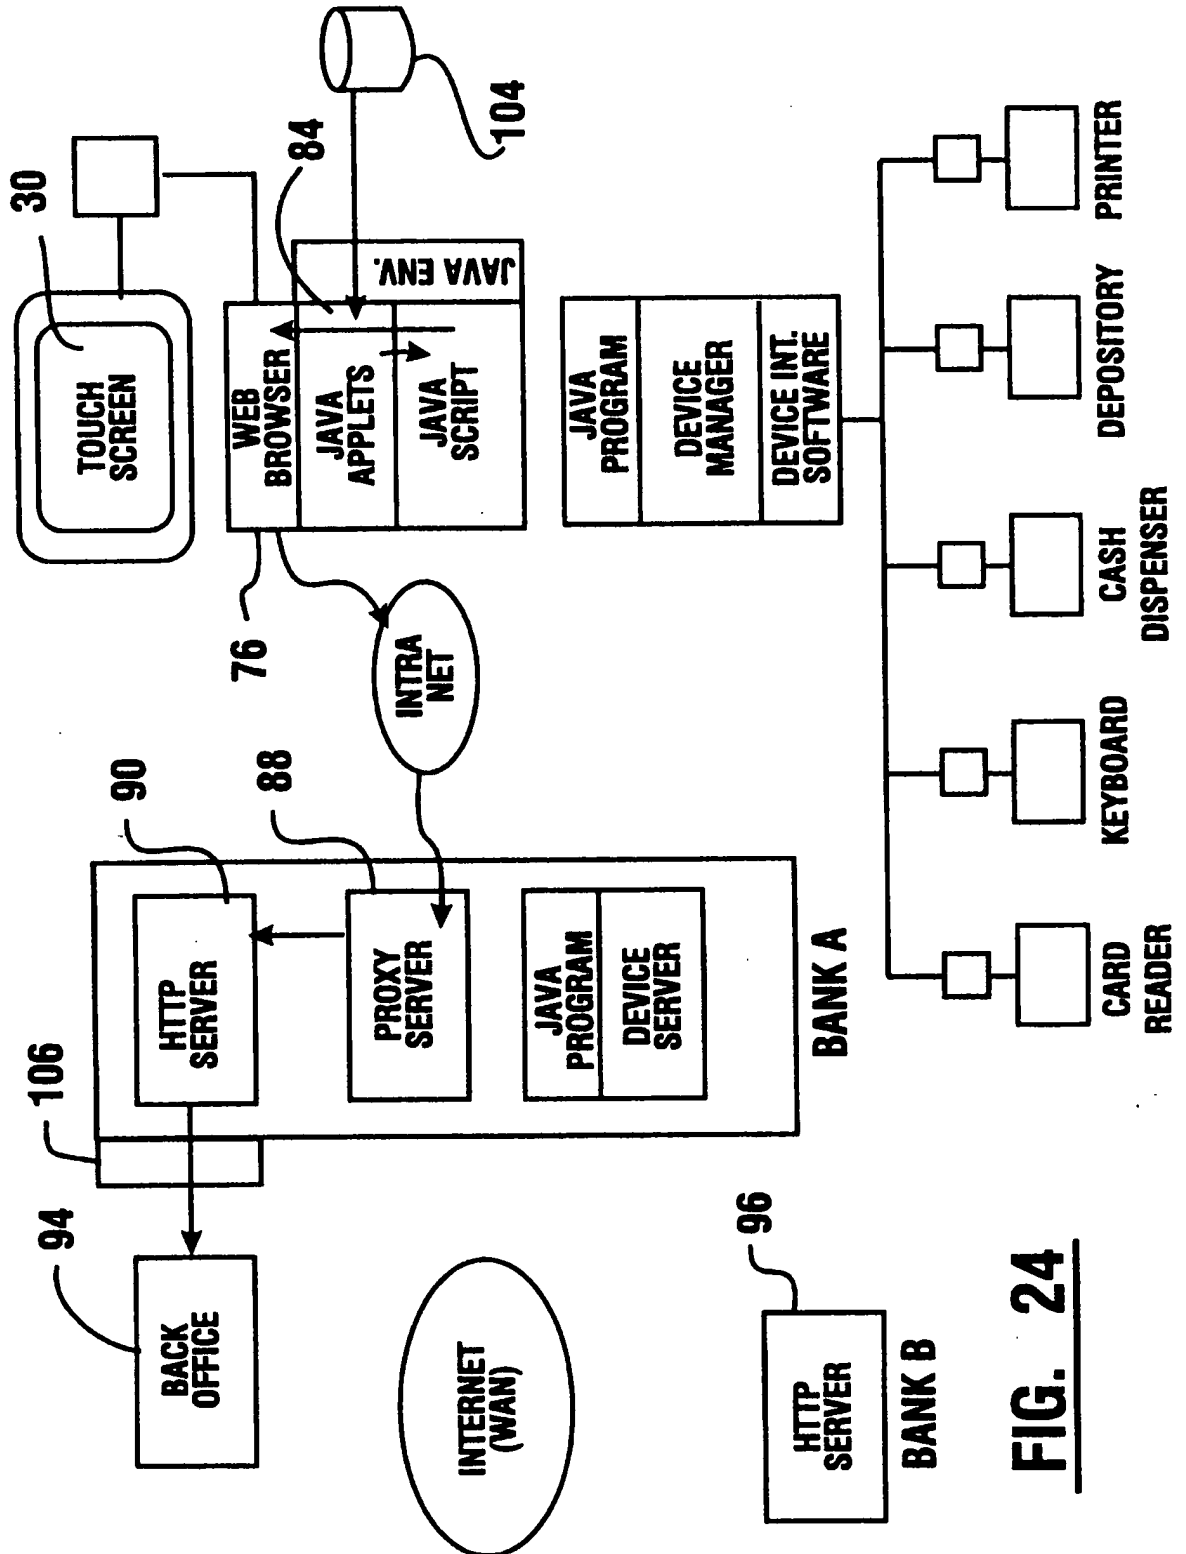 94
BACK
OFFICE
106
HTTP
SERVER
90
PROXY
SERVER
88
JAVA
PROGRAM
DEVICE
SERVER
BANK A
INTERNET
(WAN)
96
HTTP
SERVER
BANK B
INTRA
NET
30
TOUCH
SCREEN
76
WEB
BROWSER
JAVA
APPLETS
JAVA
SCRIPT
JAVA ENV.
84
104
JAVA
PROGRAM
DEVICE
MANAGER
DEVICE INT.
SOFTWARE
CARD
READER
KEYBOARD
CASH
DISPENSER
DEPOSITORY
PRINTER
FIG. 24